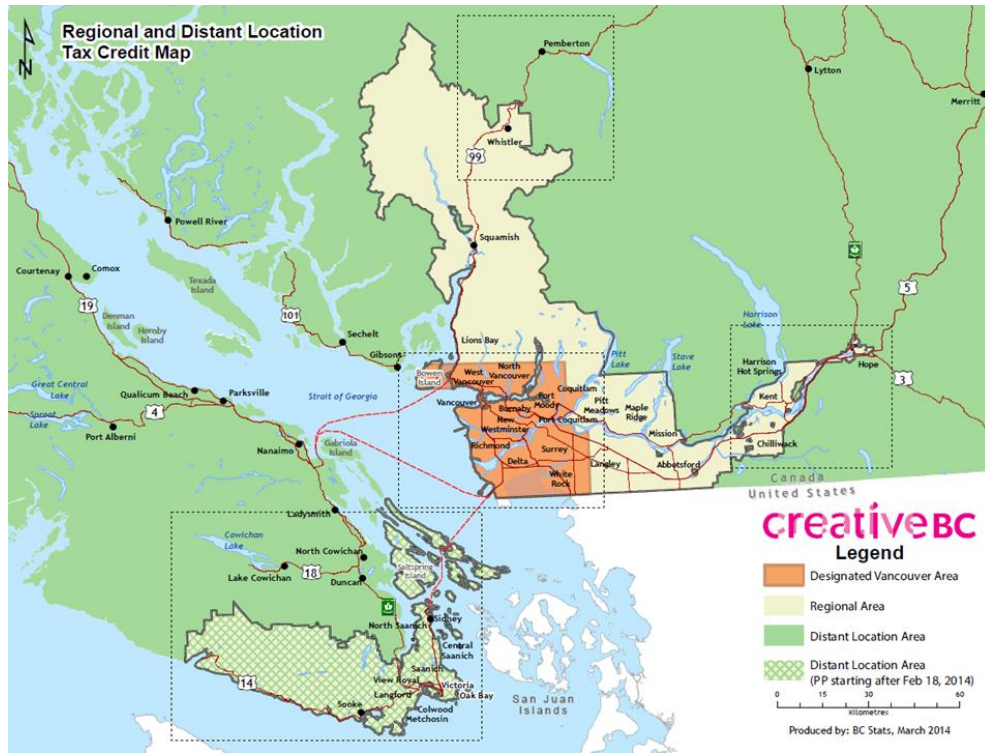 Regional and Distant Location
Tax Credit Map
N
Pemberton
Lytton
Merritt
Whistler
99
Powell River
Squamish
Courtenay
Comox
19
Texada
Island
Denman
Island
Hornby
Island
101
Sechelt
Gibsons
Lions Bay
Harrison
Lake
5
Great Central
Lake
Sproat
Lake
Qualicum Beach
Parksville
4
Port Alberni
Strait of Georgia
Bowen
Island
West
Vancouver
North
Vancouver
Coquitlam
Pitt
Lake
Stave
Lake
Harrison
Hot Springs
Hope
3
Kent
Vancouver
Burnaby
Port
Moody
Pitt
Meadows
Maple
Ridge
New
Westminster
Port Coquitlam
Mission
Chilliwack
Richmond
Surrey
Delta
Langley
Abbotsford
White
Rock
Nanaimo
Gabriola
Island
Canada
United States
Ladysmith
Cowichan
Lake
North Cowichan
Lake Cowichan
18
Duncan
Saltspring
Island
1
North Saanich
Sidney
Central
Saanich
Saanich
14
View Royal
Victoria
Langford
Oak Bay
Sooke
Colwood
Metchosin
San Juan
Islands
creativeBC
Legend
Designated Vancouver Area
Regional Area
Distant Location Area
Distant Location Area
(PP starting after Feb 18, 2014)
0 15 30 60
Kilometres
Produced by: BC Stats, March 2014